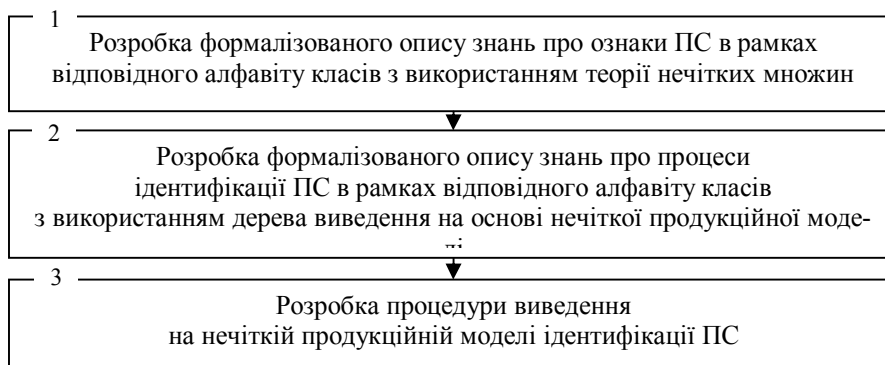 1
Розробка формалізованого опису знань про ознаки ПС в рамках
відповідного алфавіту класів з використанням теорії нечітких множин
2
Розробка формалізованого опису знань про процеси
ідентифікації ПС в рамках відповідного алфавіту класів
з використанням дерева виведення на основі нечіткої продукційної моде-
лі
3
Розробка процедури виведення
на нечіткій продукційній моделі ідентифікації ПС